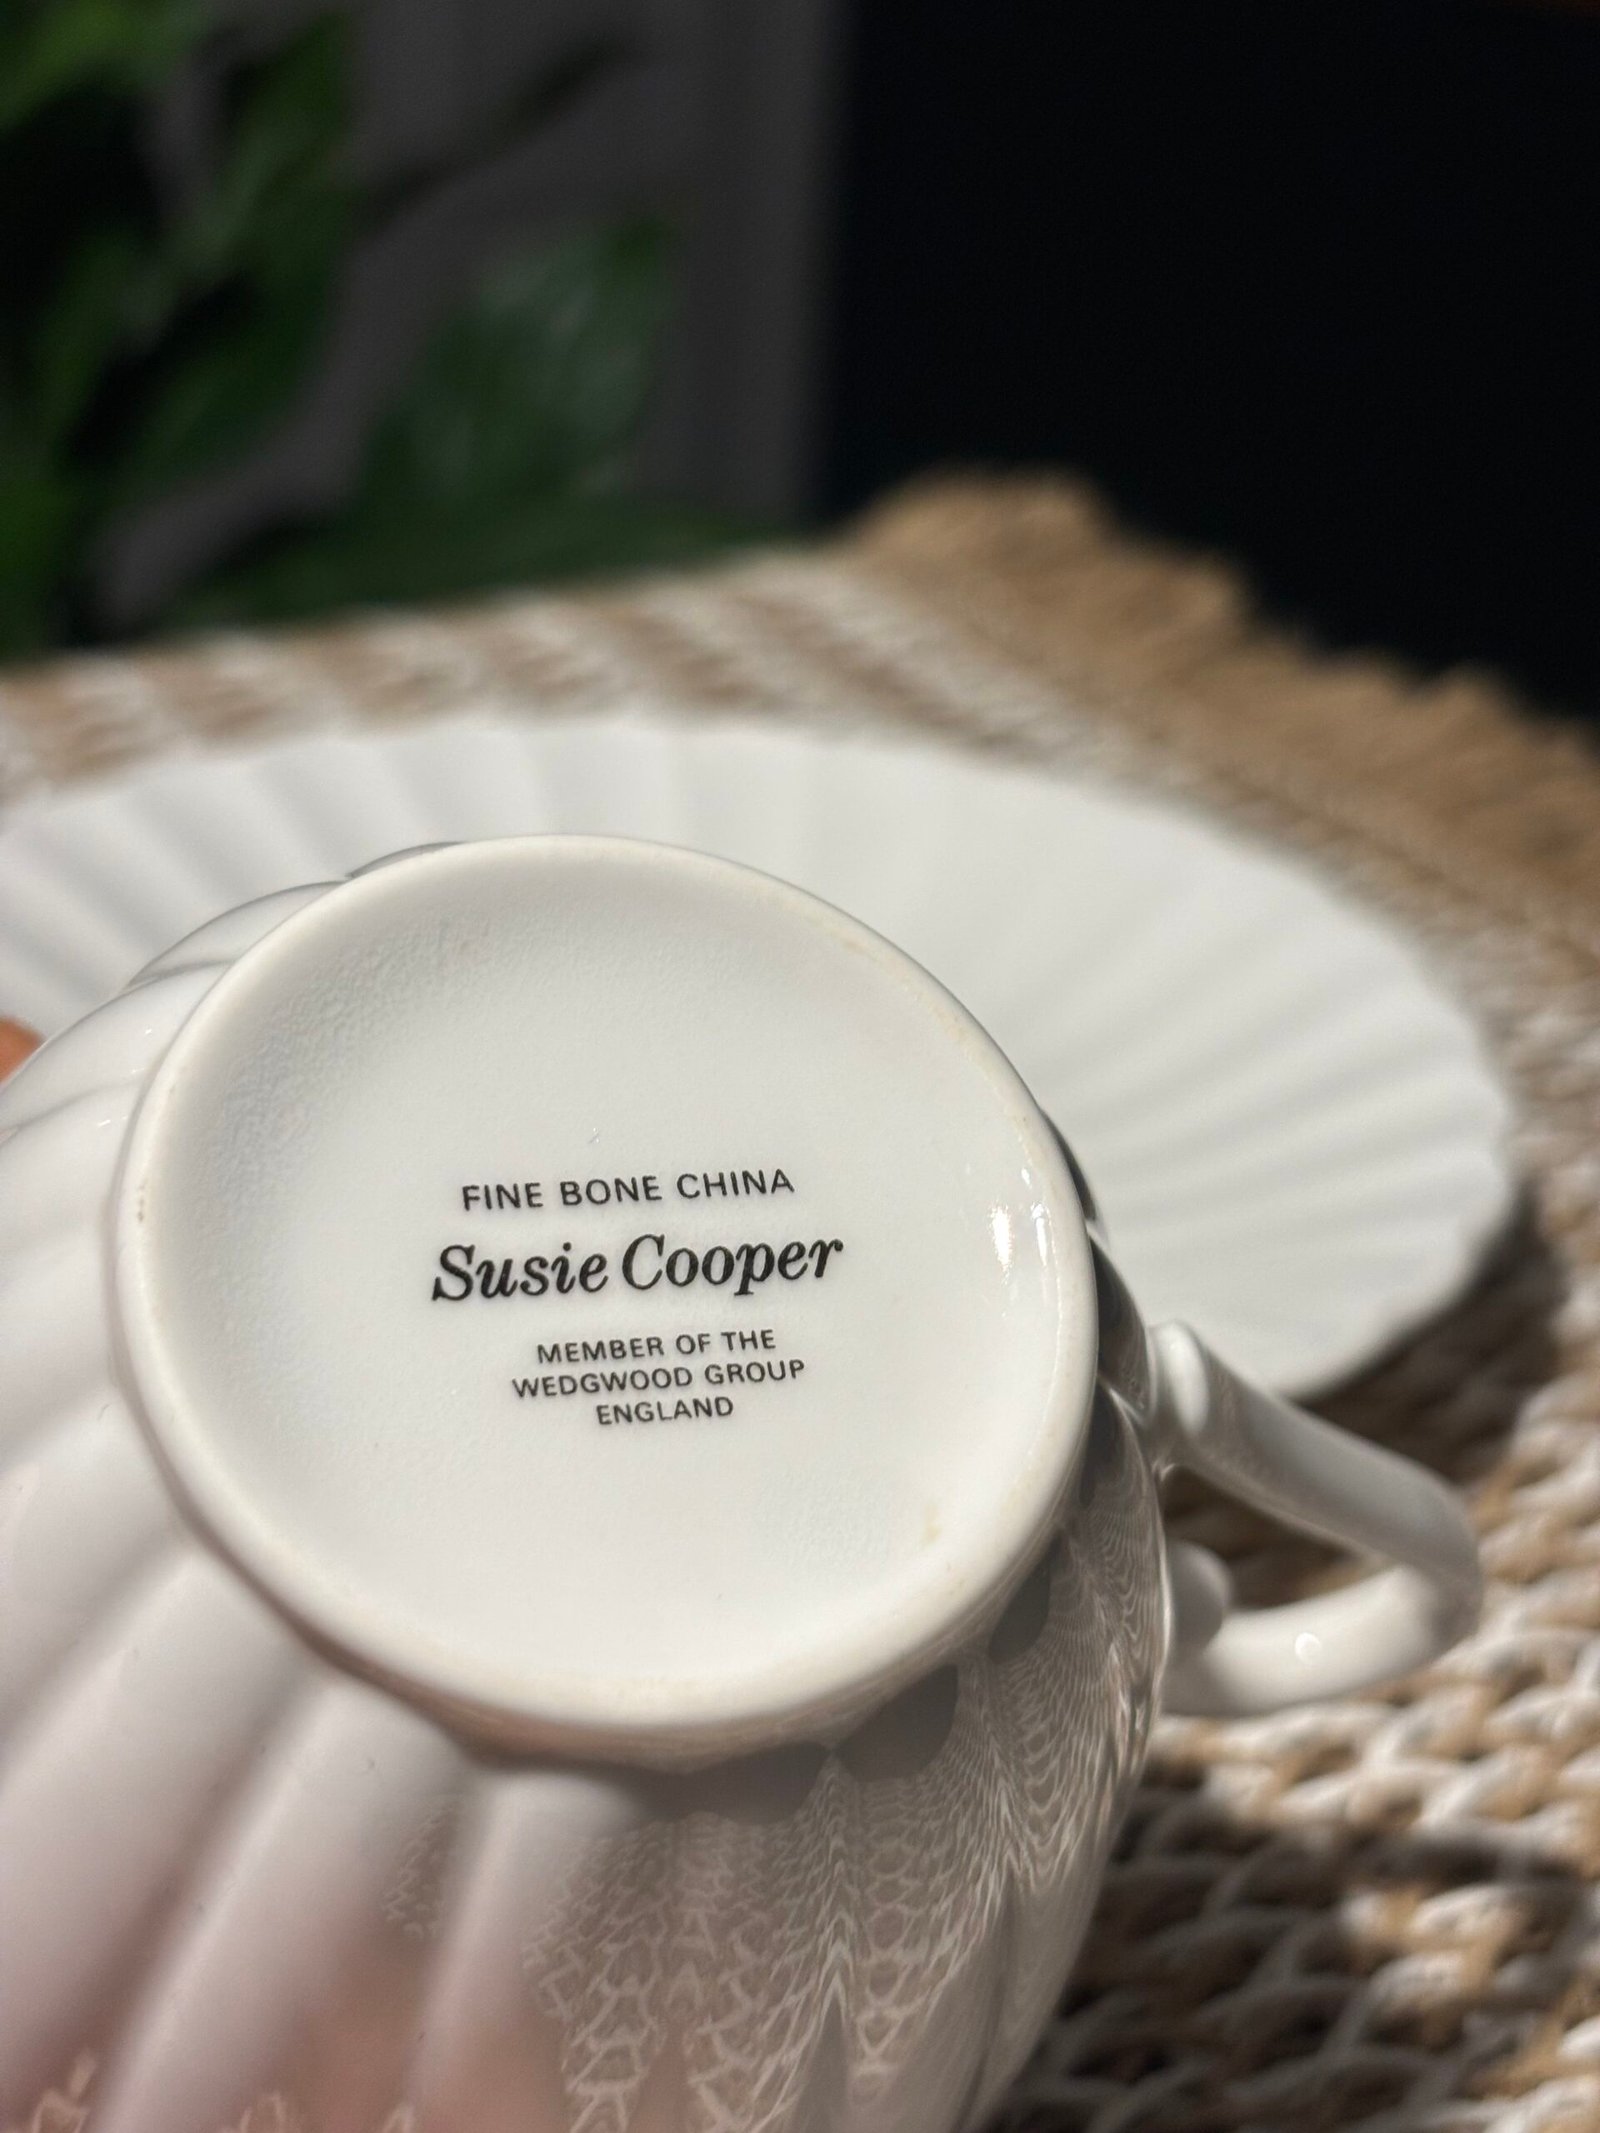 FINE BONE CHINA
Susie Cooper
MEMBER OF THE
WEDGWOOD GROUP
ENGLAND